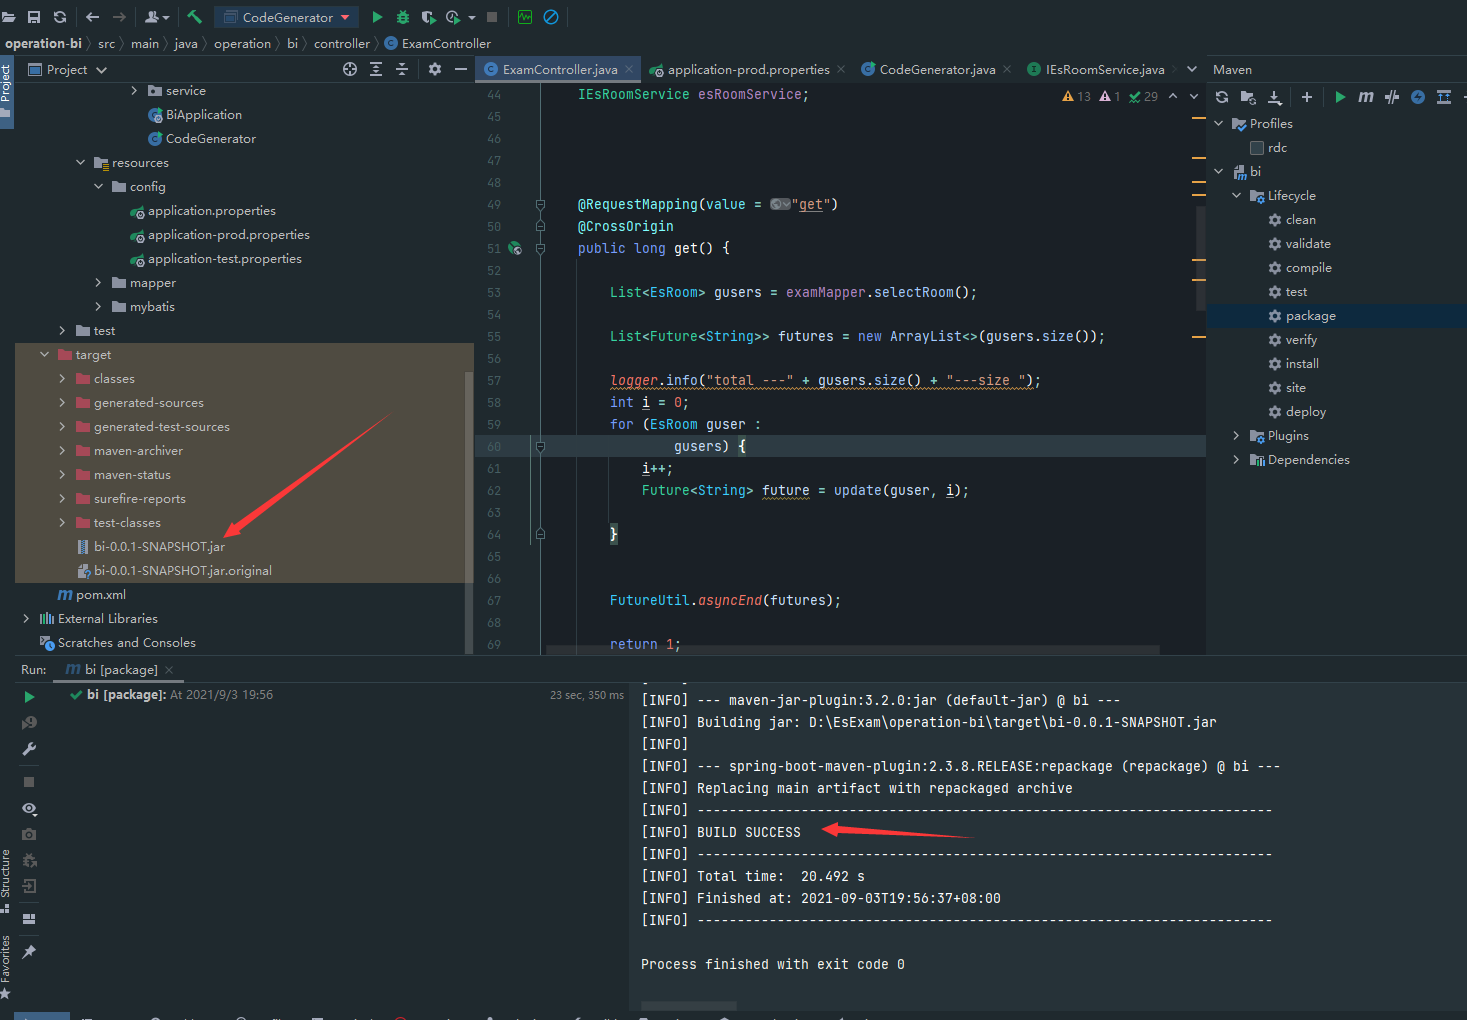 CodeGenerator
operation-bi src main java operation bi controller ExamController
Project
Project
service
BiApplication
CodeGenerator
resources
config
application.properties
application-prod.properties
application-test.properties
mapper
mybatis
test
target
classes
generated-sources
generated-test-sources
maven-archiver
maven-status
surefire-reports
test-classes
bi-0.0.1-SNAPSHOT.jar
bi-0.0.1-SNAPSHOT.jar.original
pom.xml
External Libraries
Scratches and Consoles
ExamController.java application-prod.properties CodeGenerator.java IEsRoomService.java
13 1 29
44 IEsRoomService esRoomService;
45
46
47
48
49 @RequestMapping(value = "get")
50 @CrossOrigin
51 public long get() {
52
53 List<EsRoom> gusers = examMapper.selectRoom();
54
55 List<Future<String>> futures = new ArrayList<>(gusers.size());
56
57 logger.info("total ---" + gusers.size() + "---size ");
58 int i = 0;
59 for (EsRoom guser :
60 gusers) {
61 i++;
62 Future<String> future = update(guser, i);
63
64 }
65
66
67 FutureUtil.asyncEnd(futures);
68
69 return 1;
Maven
Profiles
rdc
bi
Lifecycle
clean
validate
compile
test
package
verify
install
site
deploy
Plugins
Dependencies
Run: bi [package]
bi [package]: At 2021/9/3 19:56 23 sec, 350 ms
[INFO] --- maven-jar-plugin:3.2.0:jar (default-jar) @ bi ---
[INFO] Building jar: D:\EsExam\operation-bi\target\bi-0.0.1-SNAPSHOT.jar
[INFO]
[INFO] --- spring-boot-maven-plugin:2.3.8.RELEASE:repackage (repackage) @ bi ---
[INFO] Replacing main artifact with repackaged archive
[INFO] ------------------------------------------------------------------------
[INFO] BUILD SUCCESS
[INFO] ------------------------------------------------------------------------
[INFO] Total time:  20.492 s
[INFO] Finished at: 2021-09-03T19:56:37+08:00
[INFO] ------------------------------------------------------------------------
Process finished with exit code 0
Structure
Favorites